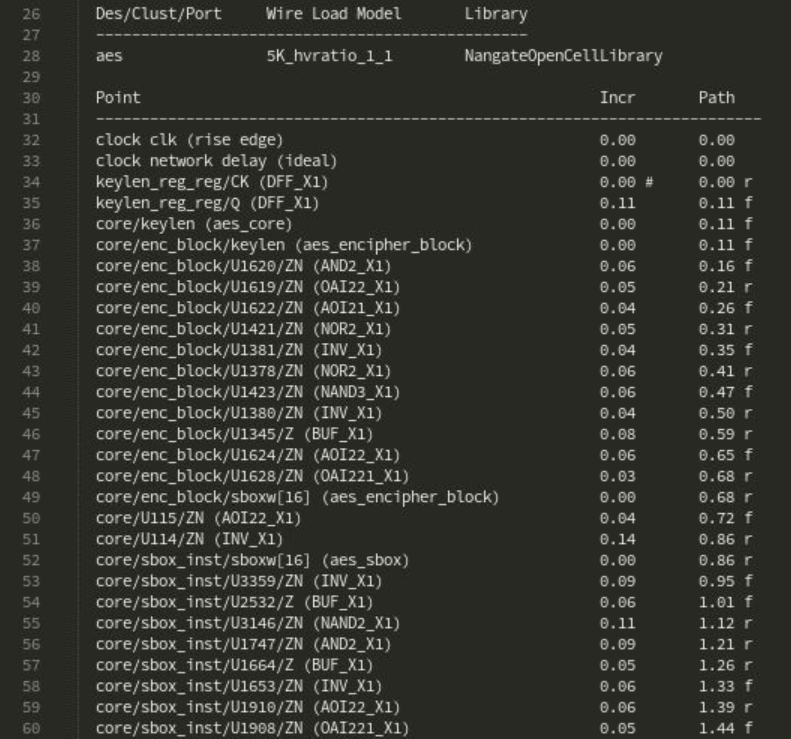 26 Des/Clust/Port Wire Load Model Library
27 ------------------------------------------------
28 aes 5K_hvratio_1_1 NangateOpenCellLibrary
29
30 Point Incr Path
31 --------------------------------------------------------------------------
32 clock clk (rise edge) 0.00 0.00
33 clock network delay (ideal) 0.00 0.00
34 keylen_reg_reg/CK (DFF_X1) 0.00 # 0.00 r
35 keylen_reg_reg/Q (DFF_X1) 0.11 0.11 f
36 core/keylen (aes_core) 0.00 0.11 f
37 core/enc_block/keylen (aes_encipher_block) 0.00 0.11 f
38 core/enc_block/U1620/ZN (AND2_X1) 0.06 0.16 f
39 core/enc_block/U1619/ZN (OAI22_X1) 0.05 0.21 r
40 core/enc_block/U1622/ZN (AOI21_X1) 0.04 0.26 f
41 core/enc_block/U1421/ZN (NOR2_X1) 0.05 0.31 r
42 core/enc_block/U1381/ZN (INV_X1) 0.04 0.35 f
43 core/enc_block/U1378/ZN (NOR2_X1) 0.06 0.41 r
44 core/enc_block/U1423/ZN (NAND3_X1) 0.06 0.47 f
45 core/enc_block/U1380/ZN (INV_X1) 0.04 0.50 r
46 core/enc_block/U1345/Z (BUF_X1) 0.08 0.59 r
47 core/enc_block/U1624/ZN (AOI22_X1) 0.06 0.65 f
48 core/enc_block/U1628/ZN (OAI221_X1) 0.03 0.68 r
49 core/enc_block/sboxw[16] (aes_encipher_block) 0.00 0.68 r
50 core/U115/ZN (AOI22_X1) 0.04 0.72 f
51 core/U114/ZN (INV_X1) 0.14 0.86 r
52 core/sbox_inst/sboxw[16] (aes_sbox) 0.00 0.86 r
53 core/sbox_inst/U3359/ZN (INV_X1) 0.09 0.95 f
54 core/sbox_inst/U2532/Z (BUF_X1) 0.06 1.01 f
55 core/sbox_inst/U3146/ZN (NAND2_X1) 0.11 1.12 r
56 core/sbox_inst/U1747/ZN (AND2_X1) 0.09 1.21 r
57 core/sbox_inst/U1664/Z (BUF_X1) 0.05 1.26 r
58 core/sbox_inst/U1653/ZN (INV_X1) 0.06 1.33 f
59 core/sbox_inst/U1910/ZN (AOI22_X1) 0.06 1.39 r
60 core/sbox_inst/U1908/ZN (OAI221_X1) 0.05 1.44 f